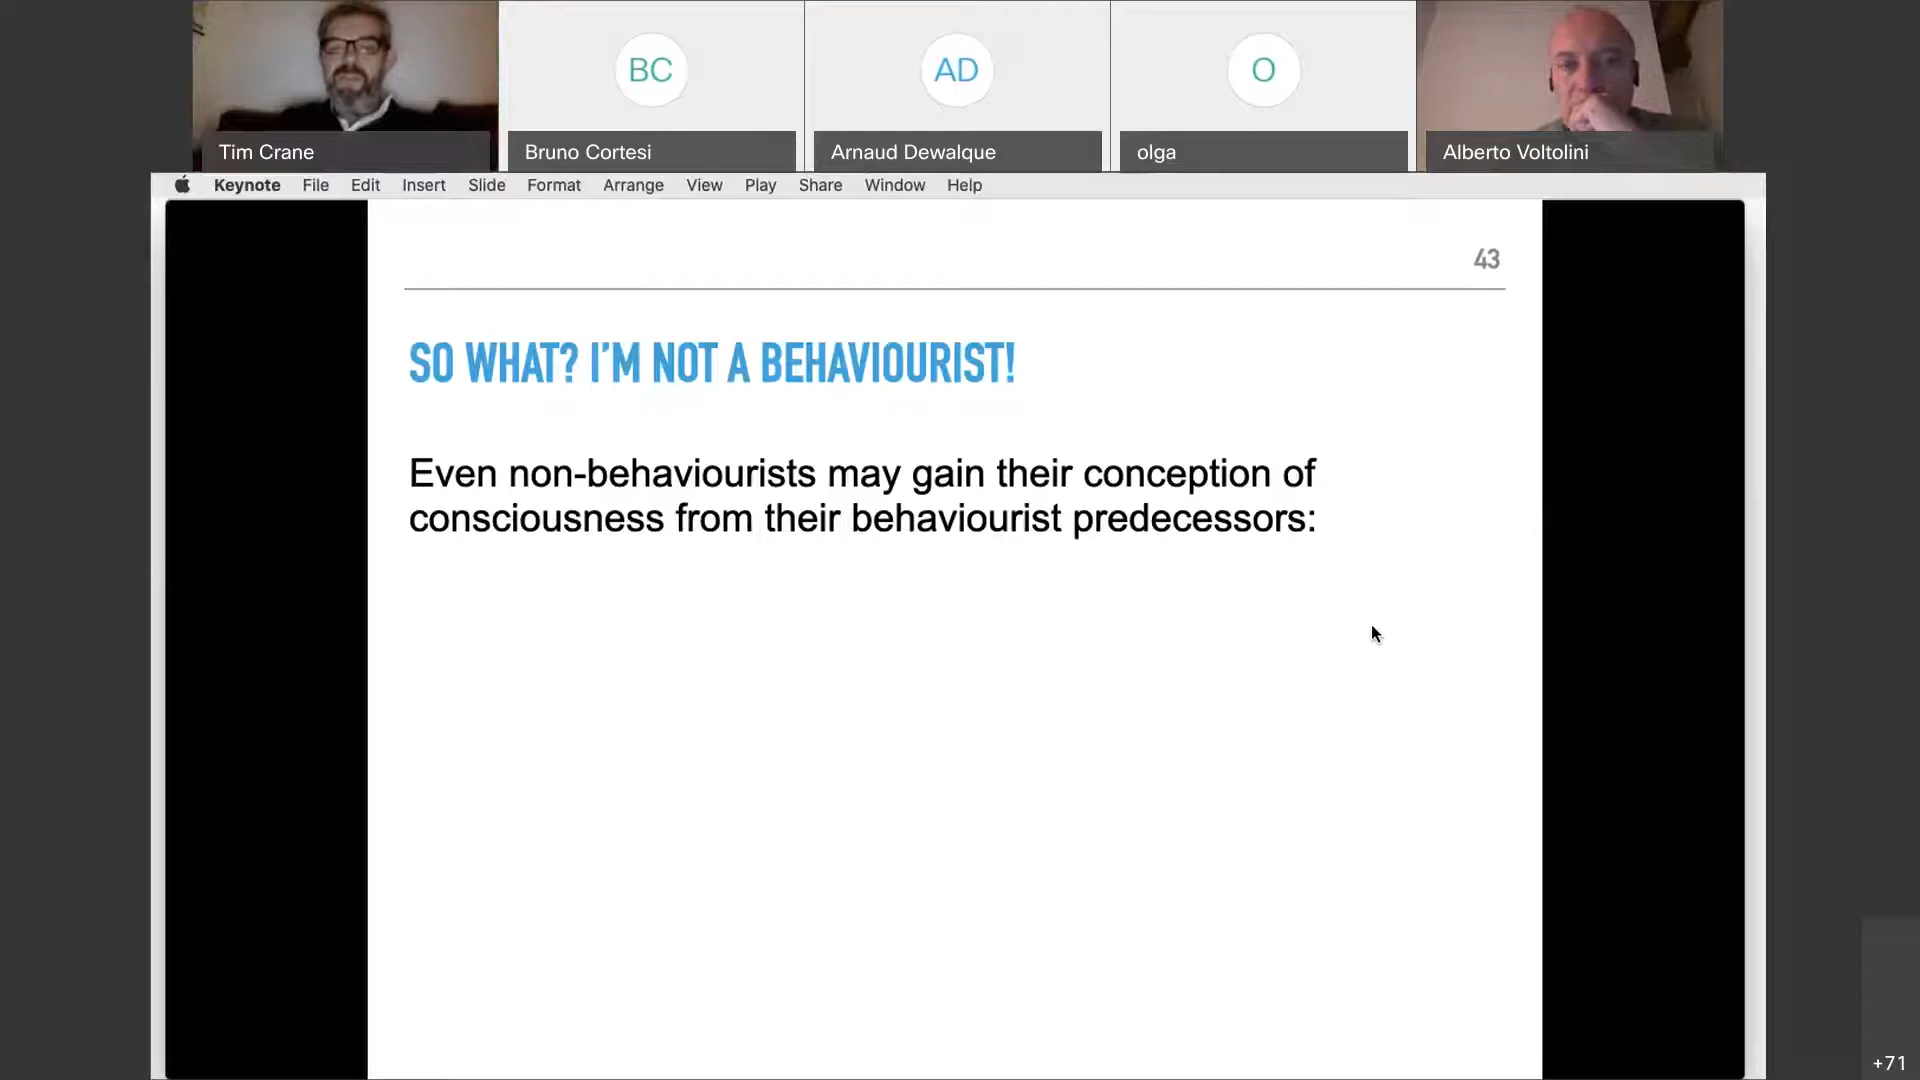 BC
AD
O
Tim Crane
Bruno Cortesi
Arnaud Dewalque
olga
Alberto Voltolini
Keynote File Edit Insert Slide Format Arrange View Play Share Window Help
43
SO WHAT? I'M NOT A BEHAVIOURIST!
Even non-behaviourists may gain their conception of
consciousness from their behaviourist predecessors:
+71